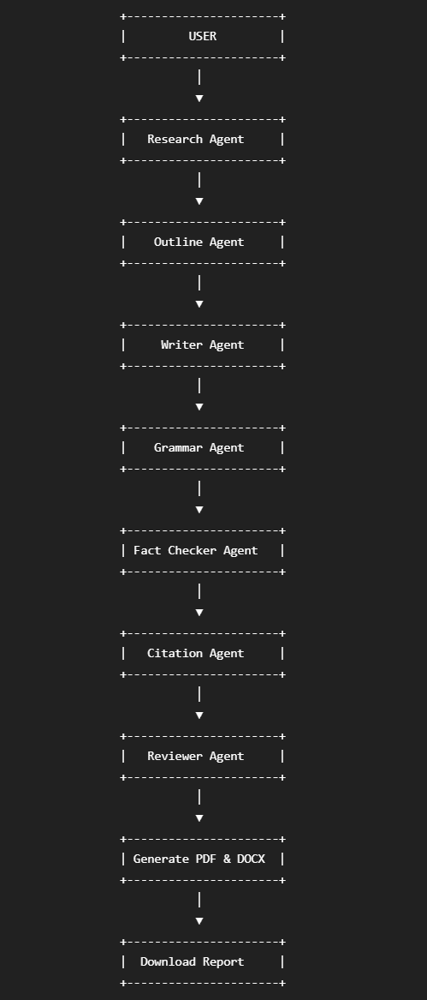 USER
Research Agent
Outline Agent
Writer Agent
Grammar Agent
Fact Checker Agent
Citation Agent
Reviewer Agent
Generate PDF & DOCX
Download Report